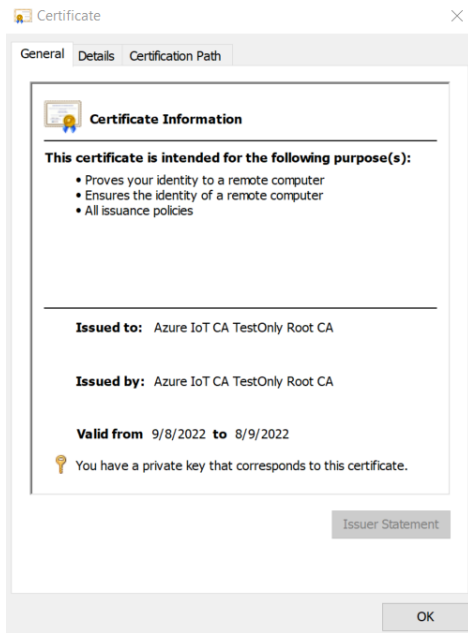 Certificate
General Details Certification Path
Certificate Information
This certificate is intended for the following purpose(s):
• Proves your identity to a remote computer
• Ensures the identity of a remote computer
• All issuance policies
Issued to: Azure IoT CA TestOnly Root CA
Issued by: Azure IoT CA TestOnly Root CA
Valid from 9/8/2022 to 8/9/2022
You have a private key that corresponds to this certificate.
Issuer Statement
OK